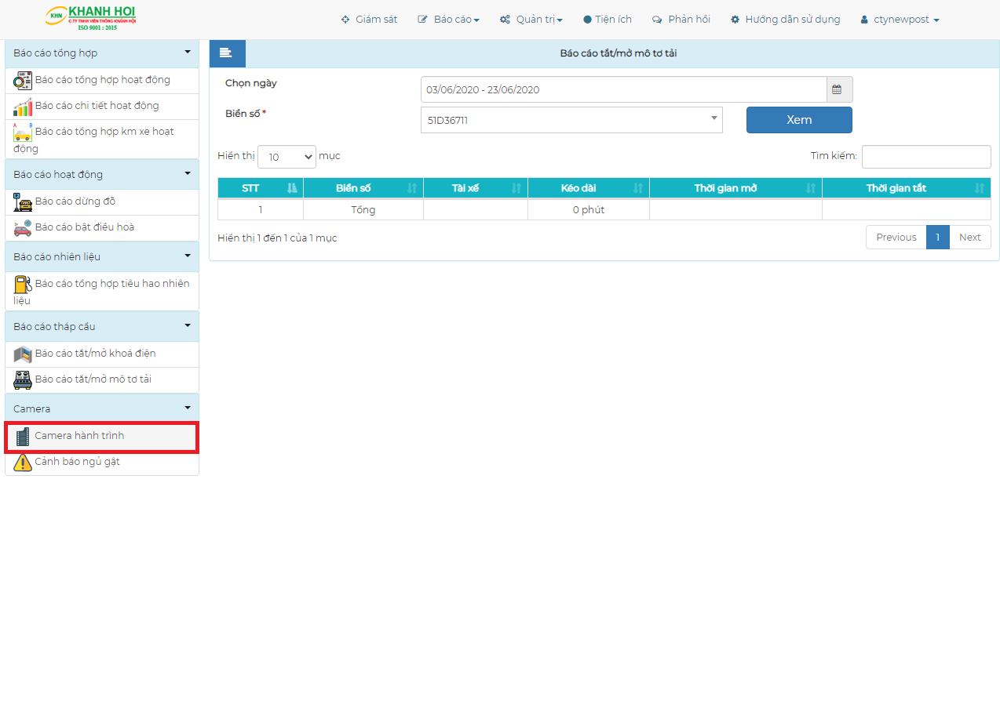 KHN KHANH HOI
C.TY TNHH VIỄN THÔNG KHÁNH HỘI
ISO 9001 : 2015
Giám sát Báo cáo Quản trị Tiện ích Phản hồi Hướng dẫn sử dụng ctynewpost
Báo cáo tổng hợp
Báo cáo tổng hợp hoạt động
Báo cáo chi tiết hoạt động
A B
Báo cáo tổng hợp km xe hoạt
động
Báo cáo hoạt động
Báo cáo dừng đỗ
Báo cáo bật điều hoà
Báo cáo nhiên liệu
Báo cáo tổng hợp tiêu hao nhiên
liệu
Báo cáo tháp cẩu
Báo cáo tắt/mở khoá điện
Báo cáo tắt/mở mô tơ tải
Camera
Camera hành trình
Cảnh báo ngủ gật
Báo cáo tắt/mở mô tơ tải
Chọn ngày 03/06/2020 - 23/06/2020
Biển số * 51D36711 Xem
Hiển thị 10 mục Tìm kiếm:
STT Biển số Tài xế Kéo dài Thời gian mở Thời gian tắt
1 Tổng 0 phút
Hiển thị 1 đến 1 của 1 mục Previous 1 Next